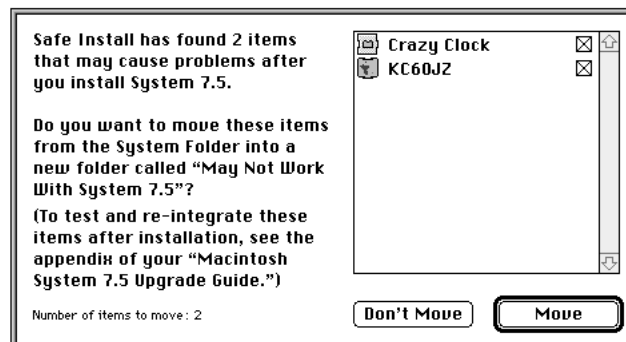 Safe Install has found 2 items
that may cause problems after
you install System 7.5.
Do you want to move these items
from the System Folder into a
new folder called “May Not Work
With System 7.5”?
(To test and re-integrate these
items after installation, see the
appendix of your “Macintosh
System 7.5 Upgrade Guide.”)
Number of items to move: 2
Crazy Clock
KC60JZ
Don't Move
Move